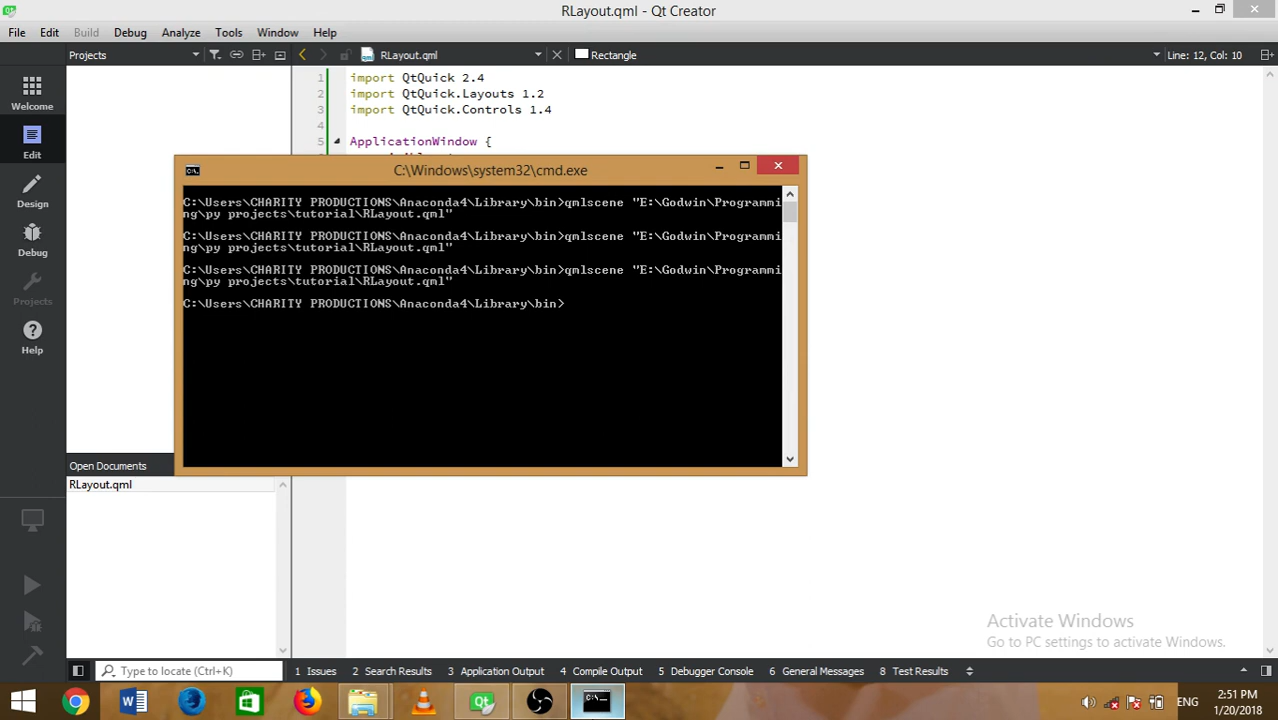 RLayout.qml - Qt Creator
File Edit Build Debug Analyze Tools Window Help
Projects RLayout.qml Rectangle Line: 12, Col: 10
Welcome
Edit
Design
Debug
Projects
Help
1 import QtQuick 2.4
2 import QtQuick.Layouts 1.2
3 import QtQuick.Controls 1.4
4
5 ApplicationWindow {
C:\Windows\system32\cmd.exe
C:\Users\CHARITY PRODUCTIONS\Anaconda4\Library\bin>qmlscene "E:\Godwin\Programmi
ng\py projects\tutorial\RLayout.qml"
C:\Users\CHARITY PRODUCTIONS\Anaconda4\Library\bin>qmlscene "E:\Godwin\Programmi
ng\py projects\tutorial\RLayout.qml"
C:\Users\CHARITY PRODUCTIONS\Anaconda4\Library\bin>qmlscene "E:\Godwin\Programmi
ng\py projects\tutorial\RLayout.qml"
C:\Users\CHARITY PRODUCTIONS\Anaconda4\Library\bin>
Open Documents
RLayout.qml
Activate Windows
Go to PC settings to activate Windows.
Type to locate (Ctrl+K) 1 Issues 2 Search Results 3 Application Output 4 Compile Output 5 Debugger Console 6 General Messages 8 Test Results
ENG
2:51 PM
1/20/2018